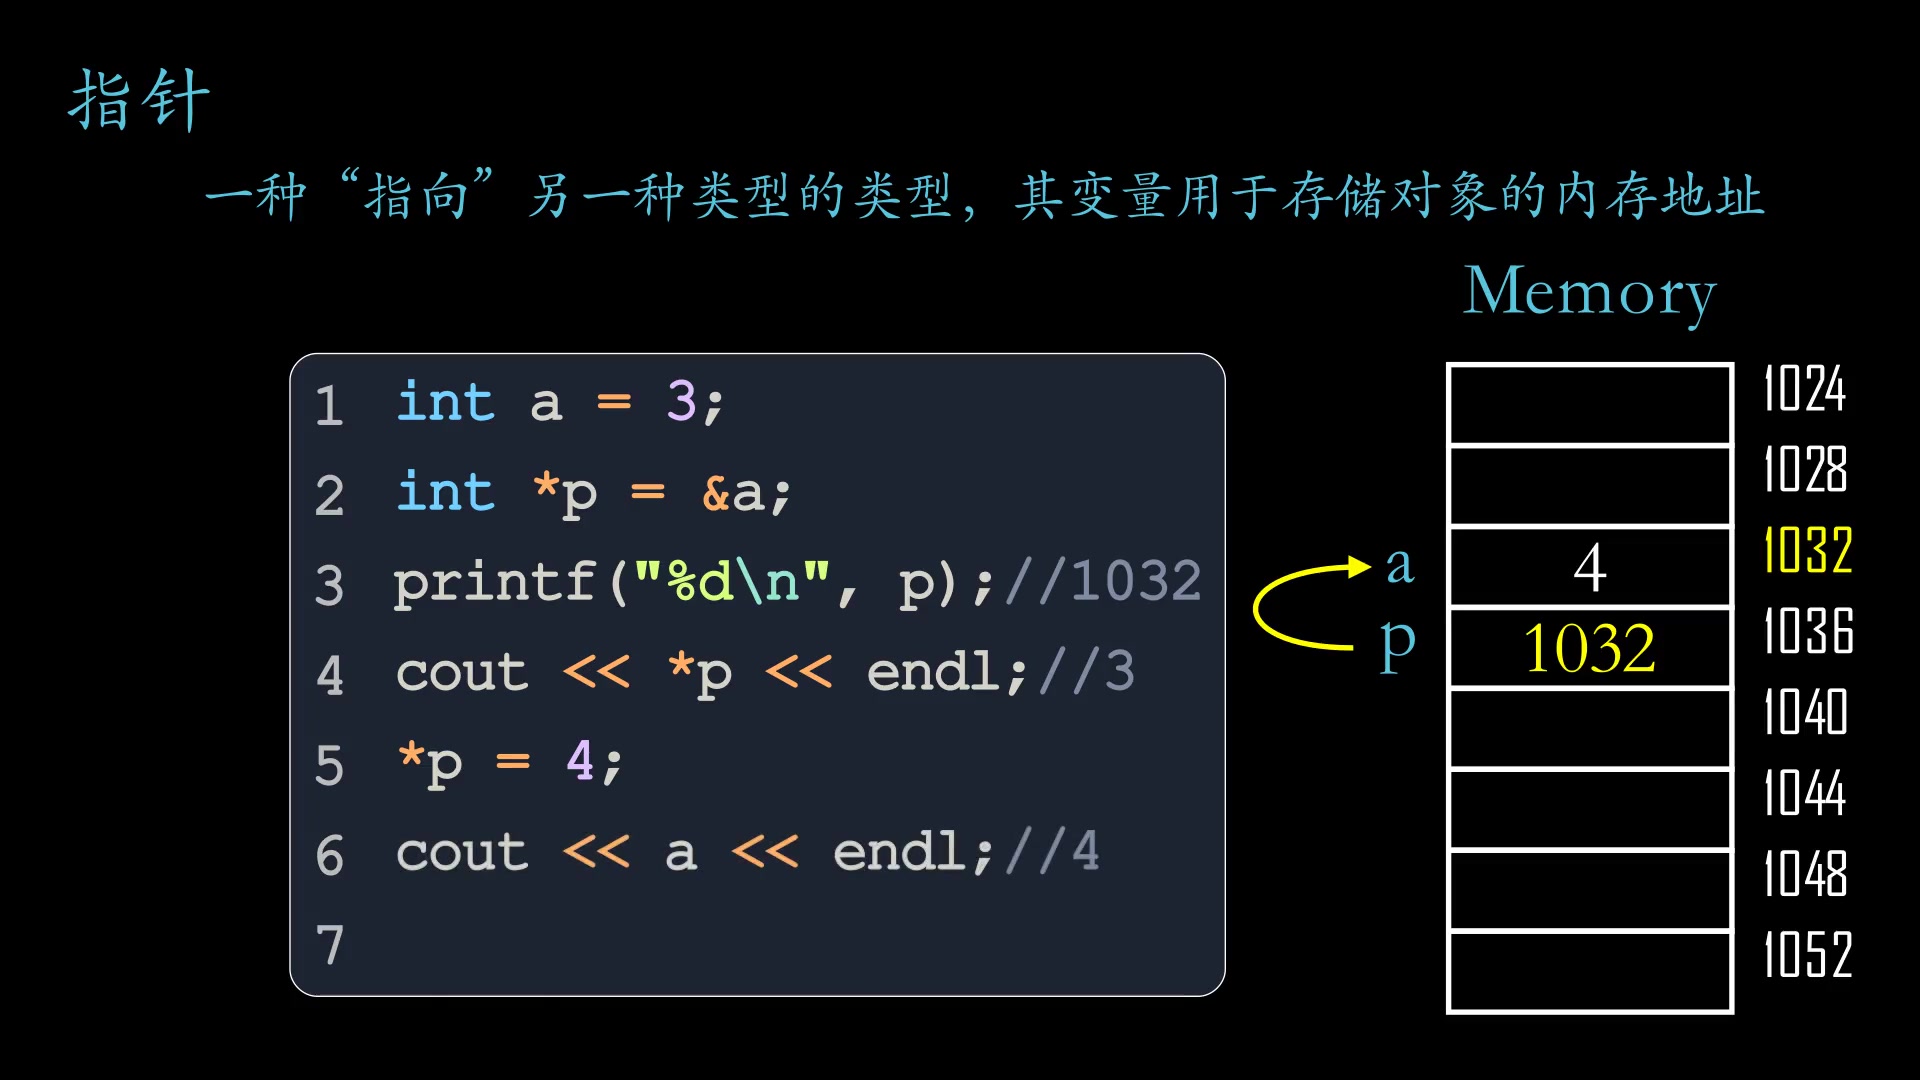 指针
一种“指向”另一种类型的类型，其变量用于存储对象的内存地址
Memory
1 int a = 3;
2 int *p = &a;
3 printf("%d\n", p);//1032
4 cout << *p << endl;//3
5 *p = 4;
6 cout << a << endl;//4
7
1024
1028
a 4 1032
p 1032 1036
1040
1044
1048
1052